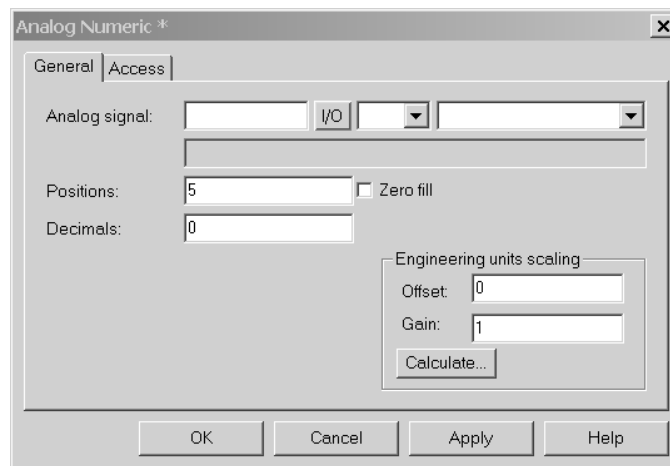 Analog Numeric *
General Access
Analog signal: I/O
Positions: 5 Zero fill
Decimals: 0
Engineering units scaling
Offset: 0
Gain: 1
Calculate...
OK Cancel Apply Help